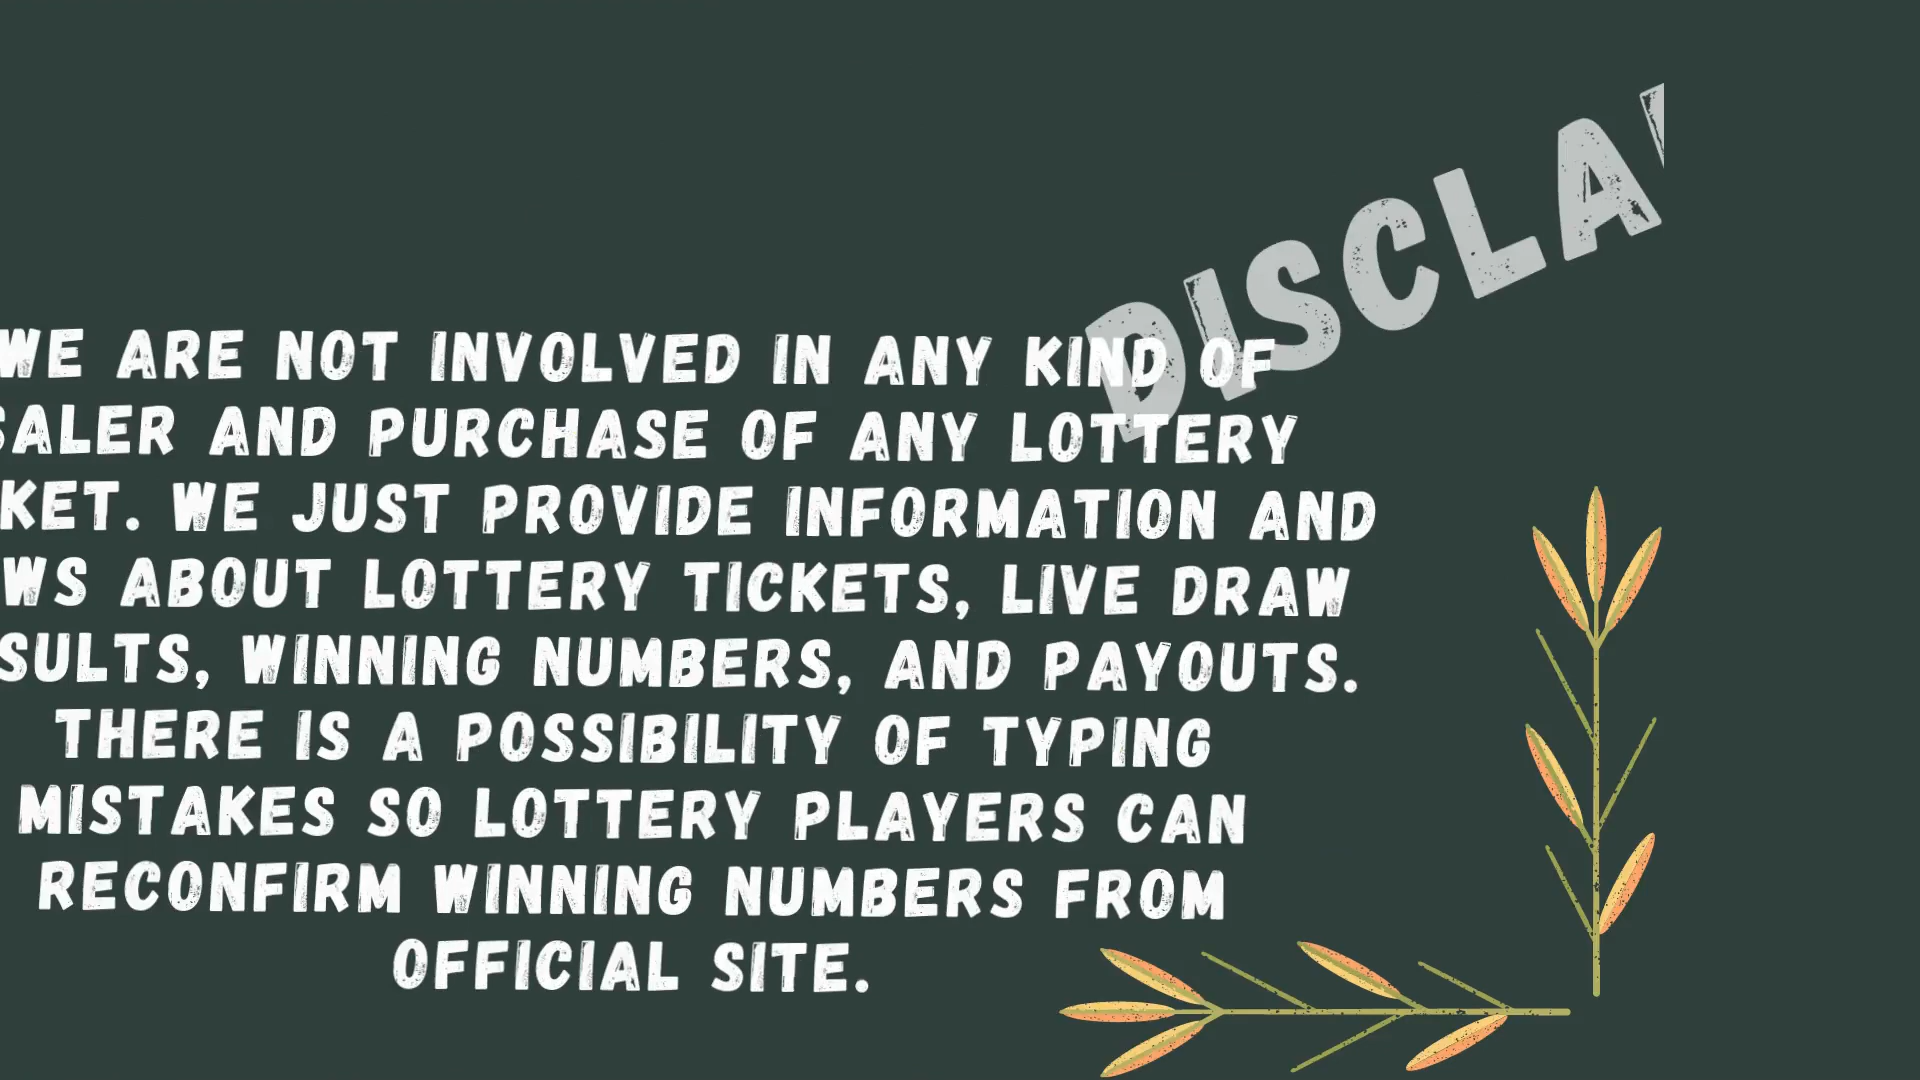 DISCLA
WE ARE NOT INVOLVED IN ANY KIND OF
SALER AND PURCHASE OF ANY LOTTERY
KET. WE JUST PROVIDE INFORMATION AND
WS ABOUT LOTTERY TICKETS, LIVE DRAW
SULTS, WINNING NUMBERS, AND PAYOUTS.
THERE IS A POSSIBILITY OF TYPING
MISTAKES SO LOTTERY PLAYERS CAN
RECONFIRM WINNING NUMBERS FROM
OFFICIAL SITE.